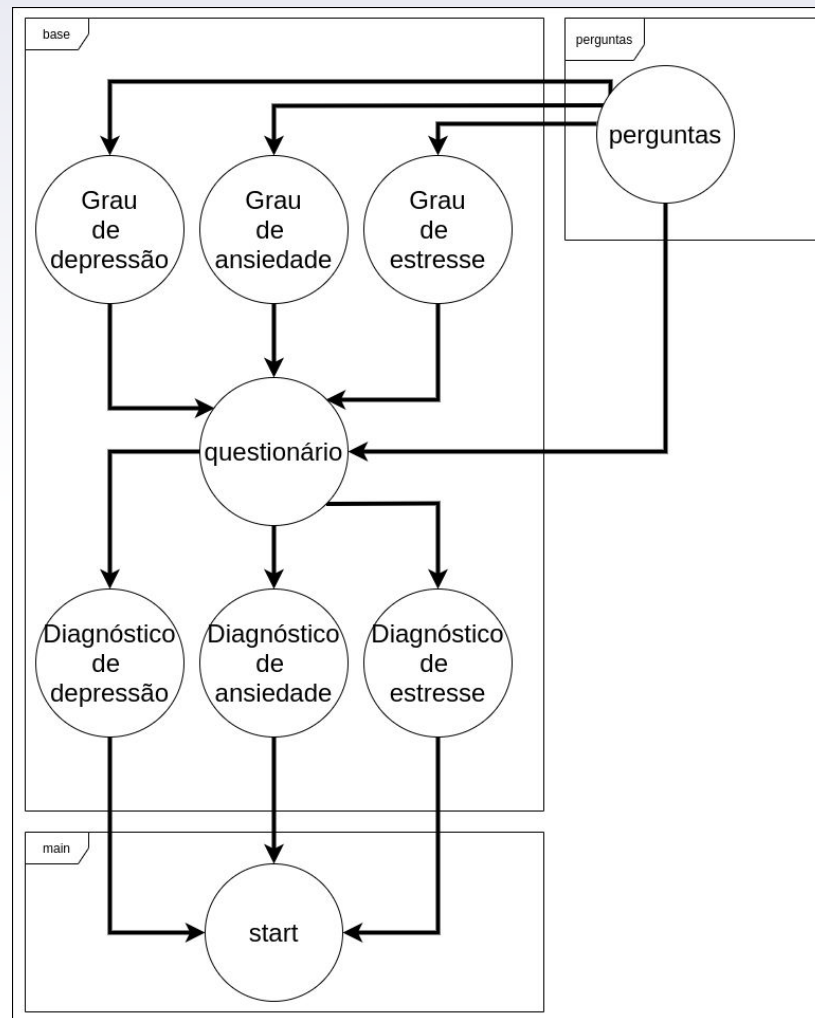 base
perguntas
perguntas
Grau
de
depressão
Grau
de
ansiedade
Grau
de
estresse
questionário
Diagnóstico
de
depressão
Diagnóstico
de
ansiedade
Diagnóstico
de
estresse
main
start